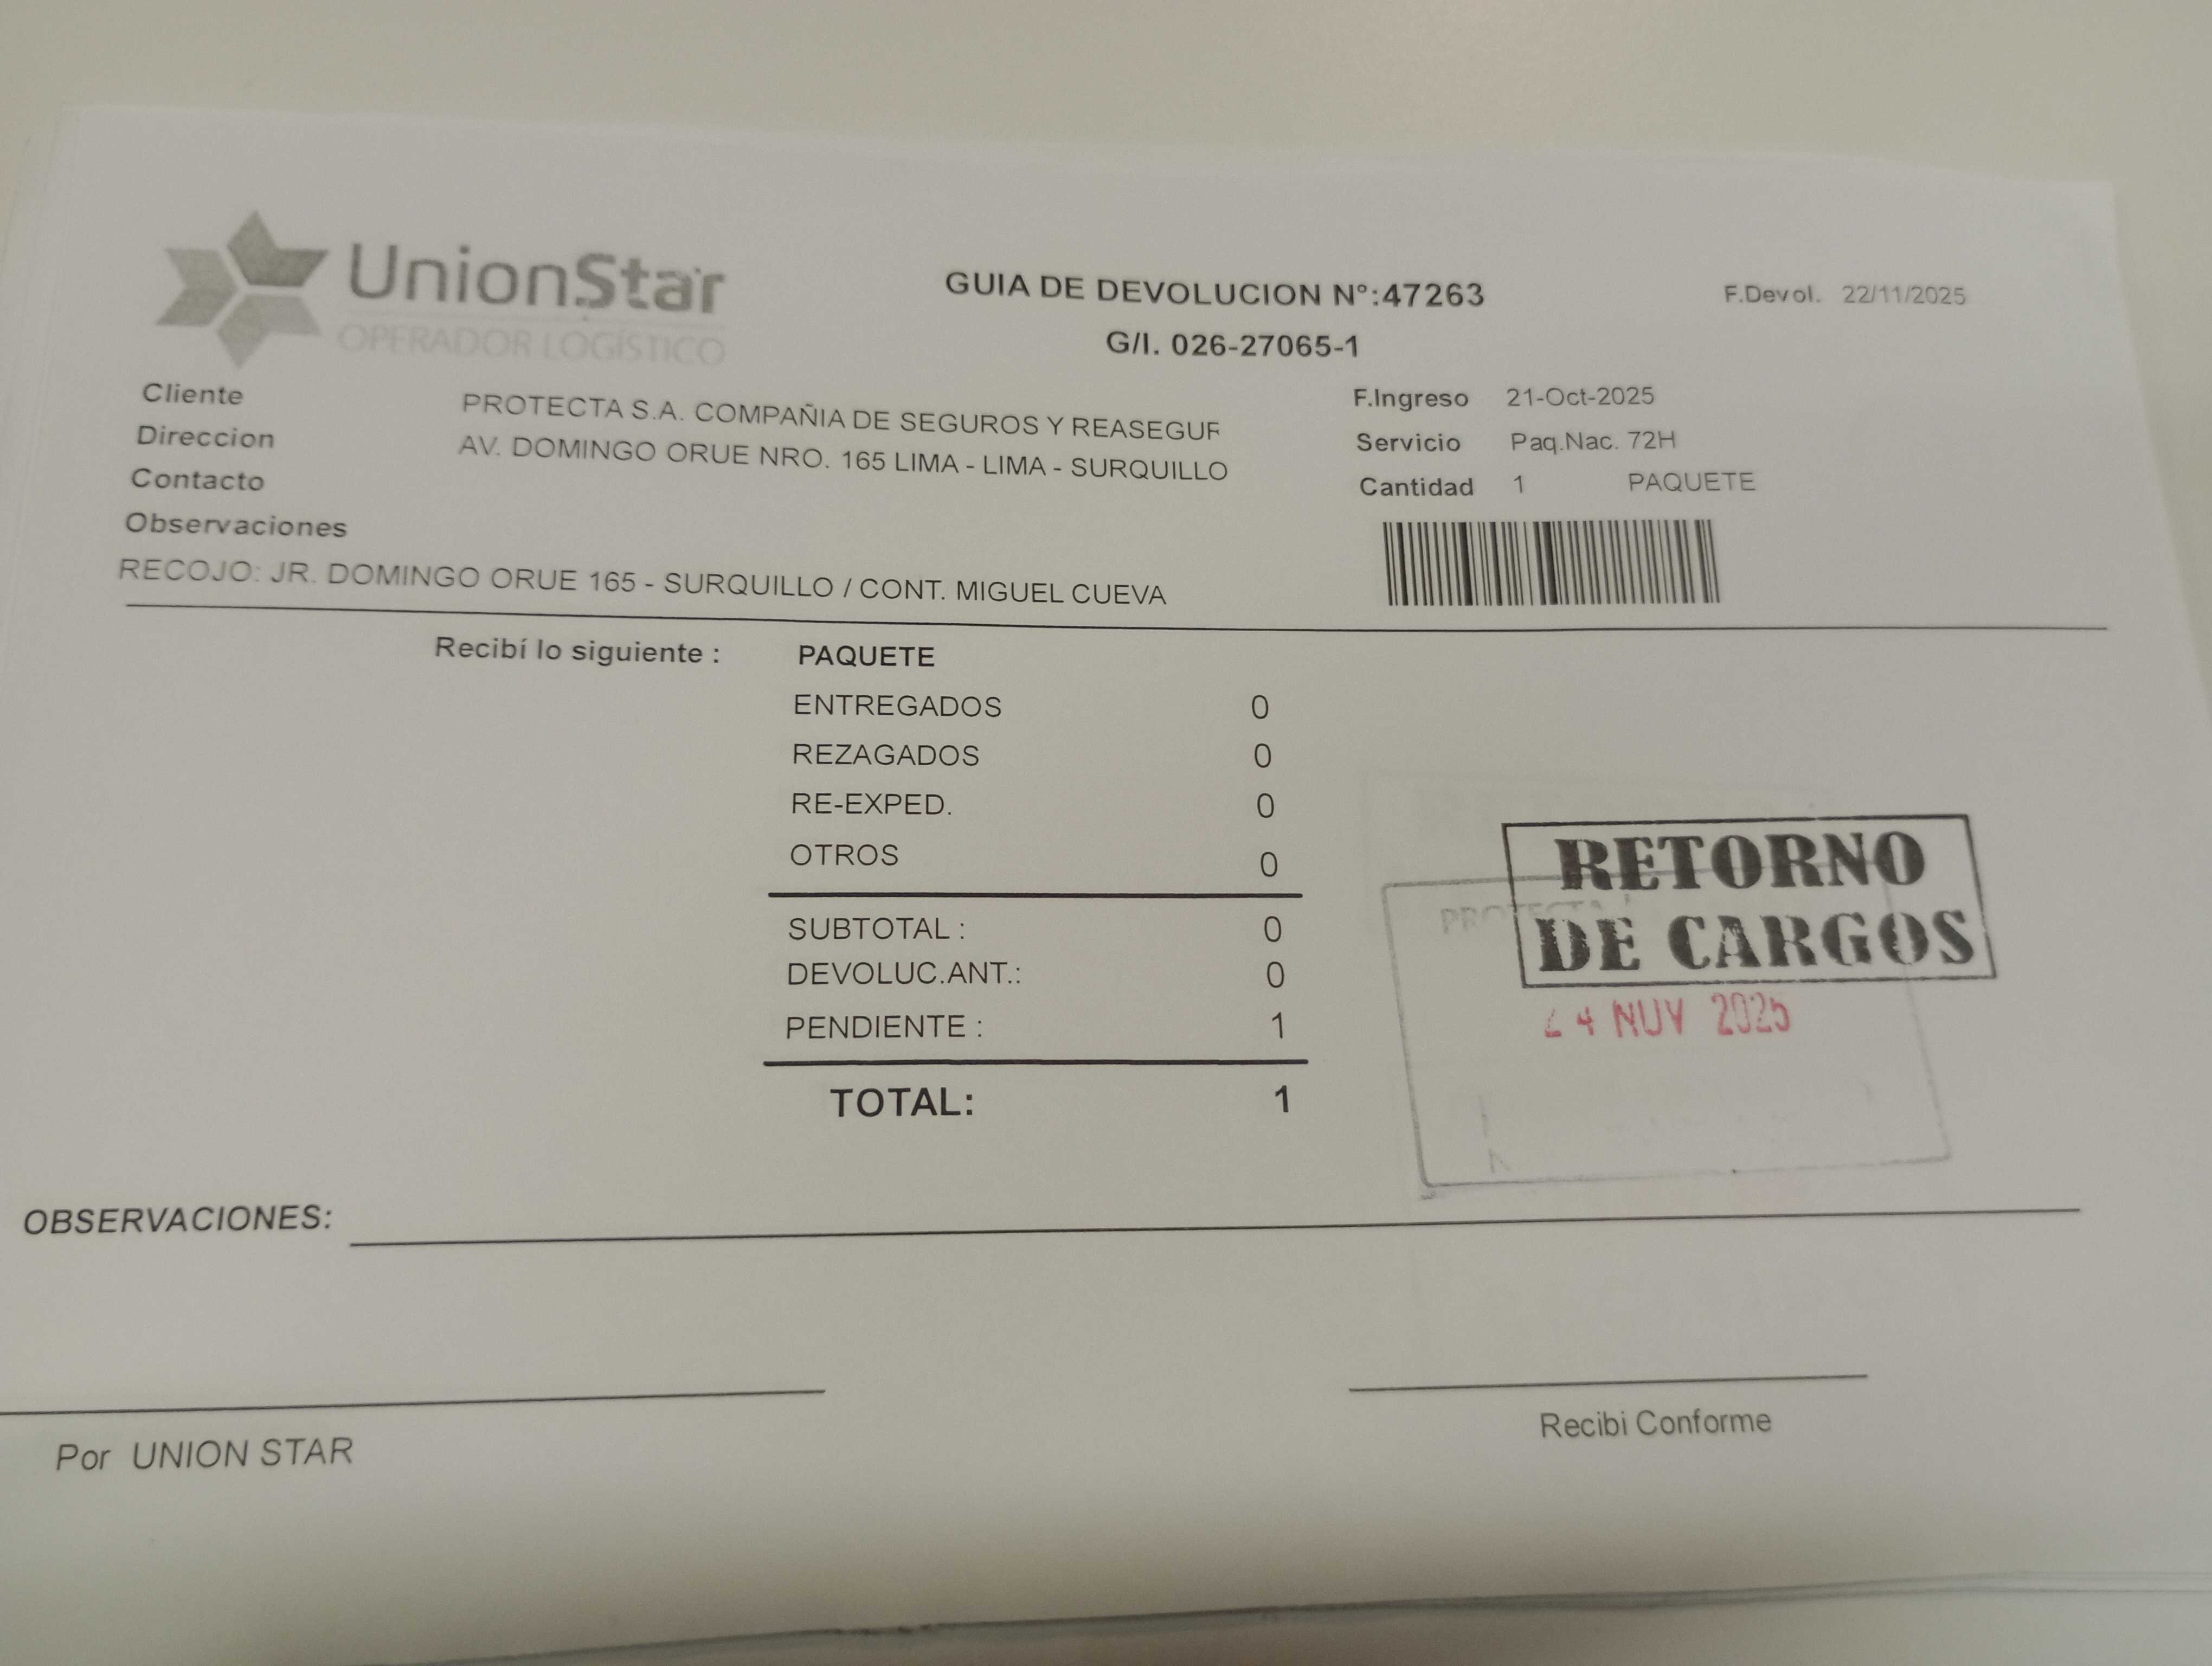 UnionStar
OPERADOR LOGÍSTICO
GUIA DE DEVOLUCION N°:47263
F.Devol. 22/11/2025
G/I. 026-27065-1
Cliente PROTECTA S.A. COMPAÑIA DE SEGUROS Y REASEGUR
F.Ingreso 21-Oct-2025
Direccion AV. DOMINGO ORUE NRO. 165 LIMA - LIMA - SURQUILLO
Servicio Paq.Nac. 72H
Contacto
Cantidad 1 PAQUETE
Observaciones
RECOJO: JR. DOMINGO ORUE 165 - SURQUILLO / CONT. MIGUEL CUEVA
Recibí lo siguiente : PAQUETE
ENTREGADOS 0
REZAGADOS 0
RE-EXPED. 0
OTROS 0
SUBTOTAL : 0
DEVOLUC.ANT.: 0
PENDIENTE : 1
TOTAL: 1
RETORNO
DE CARGOS
PROTECTA
24 NOV 2025
OBSERVACIONES:
Por UNION STAR
Recibi Conforme